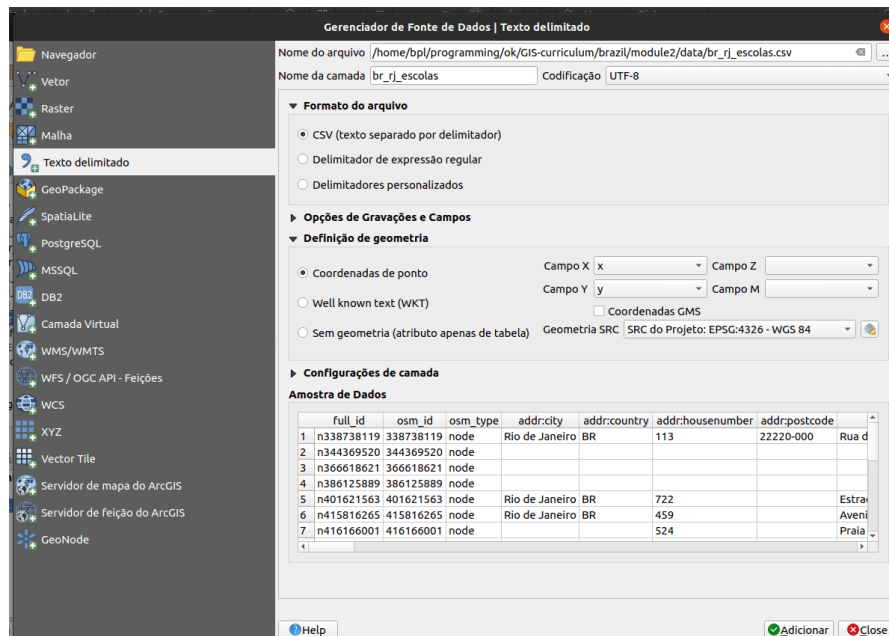 Gerenciador de Fonte de Dados | Texto delimitado
Navegador
Vetor
Raster
Malha
Texto delimitado
GeoPackage
SpatiaLite
PostgreSQL
MSSQL
DB2
Camada Virtual
WMS/WMTS
WFS / OGC API - Feições
WCS
XYZ
Vector Tile
Servidor de mapa do ArcGIS
Servidor de feição do ArcGIS
GeoNode
Nome do arquivo /home/bpl/programming/ok/GIS-curriculum/brazil/module2/data/br_rj_escolas.csv
Nome da camada br_rj_escolas Codificação UTF-8
Formato do arquivo
CSV (texto separado por delimitador)
Delimitador de expressão regular
Delimitadores personalizados
Opções de Gravações e Campos
Definição de geometria
Coordenadas de ponto
Well known text (WKT)
Sem geometria (atributo apenas de tabela)
Campo X x Campo Z
Campo Y y Campo M
Coordenadas GMS
Geometria SRC SRC do Projeto: EPSG:4326 - WGS 84
Configurações de camada
Amostra de Dados
full_id osm_id osm_type addr:city addr:country addr:housenumber addr:postcode
1 n338738119 338738119 node Rio de Janeiro BR 113 22220-000 Rua d
2 n344369520 344369520 node
3 n366618621 366618621 node
4 n386125889 386125889 node
5 n401621563 401621563 node Rio de Janeiro BR 722 Estra
6 n415816265 415816265 node Rio de Janeiro BR 459 Aveni
7 n416166001 416166001 node 524 Praia
Help Adicionar Close